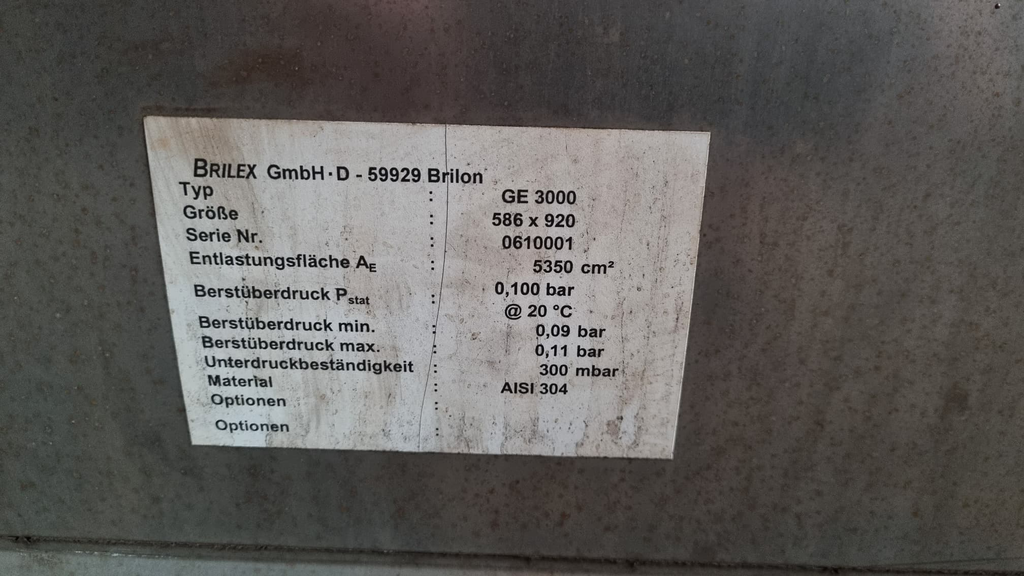 BRILEX GmbH · D - 59929 Brilon
Typ : GE 3000
Größe : 586 x 920
Serie Nr. : 0610001
Entlastungsfläche AE : 5350 cm²
Berstüberdruck Pstat : 0,100 bar
@ 20 °C
Berstüberdruck min. : 0,09 bar
Berstüberdruck max. : 0,11 bar
Unterdruckbeständigkeit : 300 mbar
Material : AISI 304
Optionen :
Optionen :